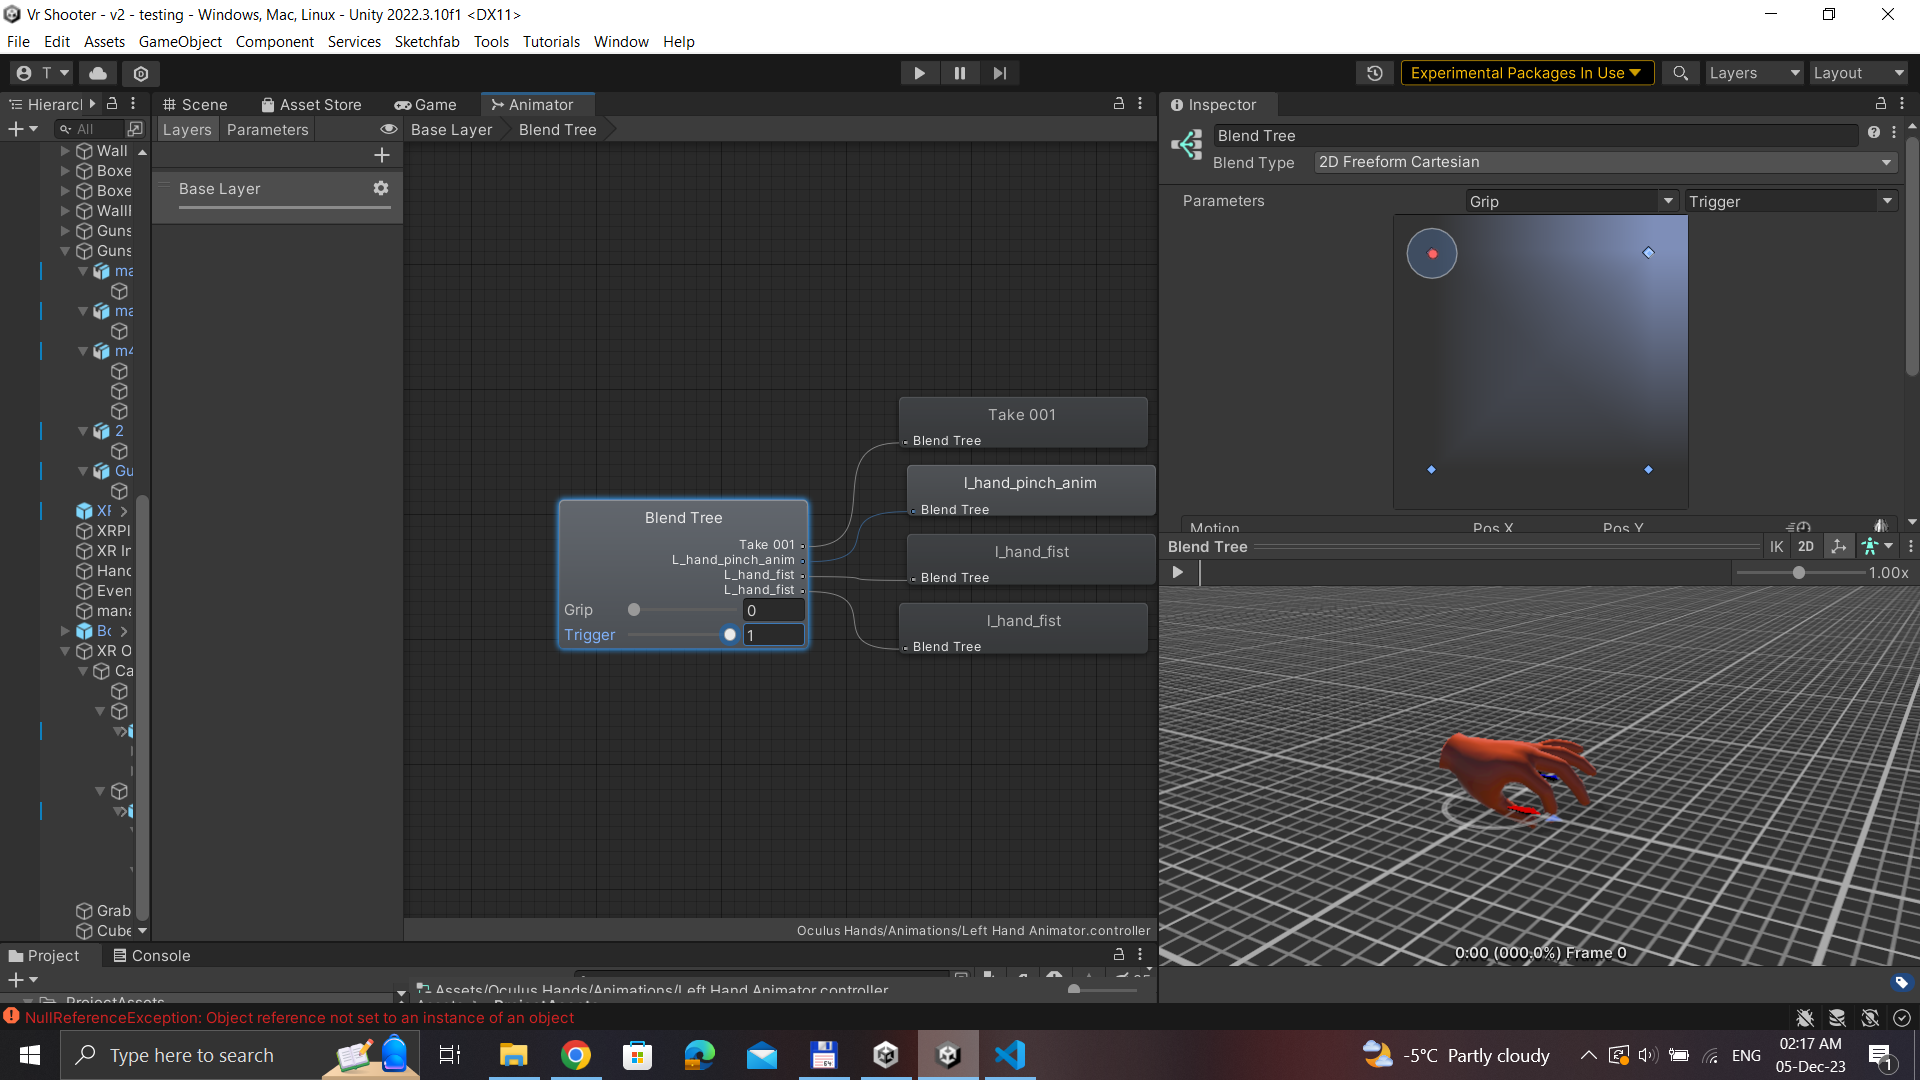 Vr Shooter - v2 - testing - Windows, Mac, Linux - Unity 2022.3.10f1 <DX11>
File Edit Assets GameObject Component Services Sketchfab Tools Tutorials Window Help
T Experimental Packages In Use Layers Layout
Hierarcl Scene Asset Store Game Animator Inspector
All Layers Parameters Base Layer Blend Tree
Blend Tree
Blend Type 2D Freeform Cartesian
Base Layer
Parameters Grip Trigger
Wall
Boxe
Boxe
Wall
Guns
Guns
ma
ma
m4
2
Gu
XF
XRPI
XR In
Hand
Even
mana
Bc
XR O
Ca
Grab
Cube
Take 001
Blend Tree
l_hand_pinch_anim
Blend Tree
l_hand_fist
Blend Tree
l_hand_fist
Blend Tree
Blend Tree
Take 001
L_hand_pinch_anim
L_hand_fist
L_hand_fist
Grip 0
Trigger 1
Motion Pos X Pos Y
Blend Tree IK 2D
1.00x
0:00 (000.0%) Frame 0
Oculus Hands/Animations/Left Hand Animator.controller
Project Console
ProjectAssets
Assets/Oculus Hands/Animations/Left Hand Animator.controller
NullReferenceException: Object reference not set to an instance of an object
Type here to search
64
-5°C Partly cloudy
ENG
02:17 AM
05-Dec-23
1